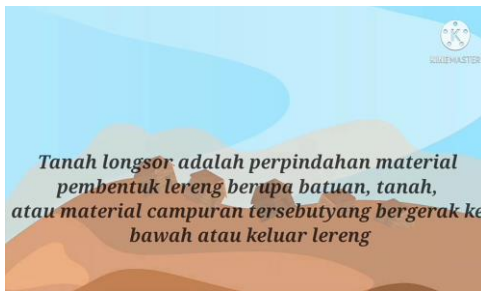 KINEMASTER
Tanah longsor adalah perpindahan material
pembentuk lereng berupa batuan, tanah,
atau material campuran tersebutyang bergerak ke
bawah atau keluar lereng